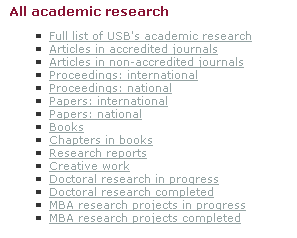 All academic research
Full list of USB's academic research
Articles in accredited journals
Articles in non-accredited journals
Proceedings: international
Proceedings: national
Papers: international
Papers: national
Books
Chapters in books
Research reports
Creative work
Doctoral research in progress
Doctoral research completed
MBA research projects in progress
MBA research projects completed